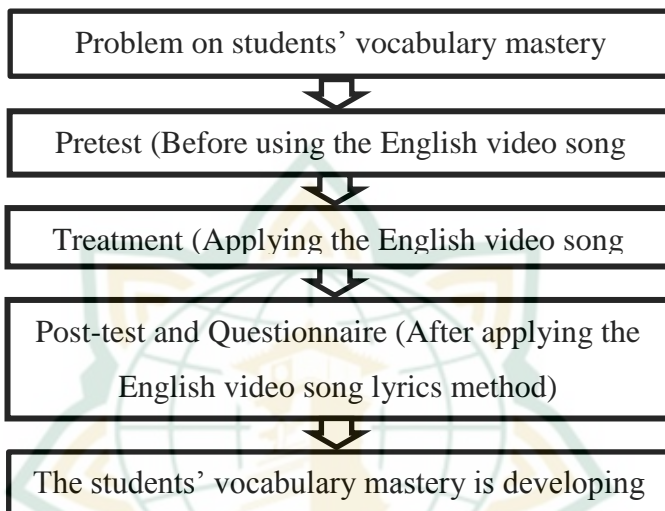 Problem on students’ vocabulary mastery
Pretest (Before using the English video song
Treatment (Applying the English video song
Post-test and Questionnaire (After applying the
English video song lyrics method)
The students’ vocabulary mastery is developing